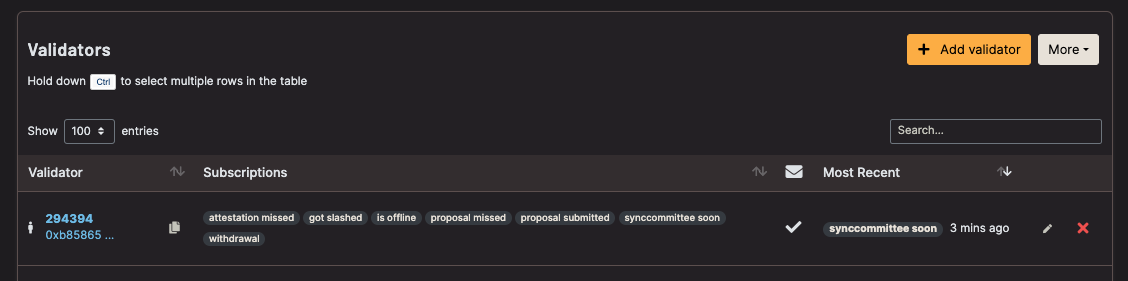 Validators
+ Add validator
More
Hold down Ctrl to select multiple rows in the table
Show 100 entries
Search...
Validator
Subscriptions
Most Recent
294394
0xb85865 ...
attestation missed got slashed is offline proposal missed proposal submitted synccommittee soon
withdrawal
synccommittee soon 3 mins ago